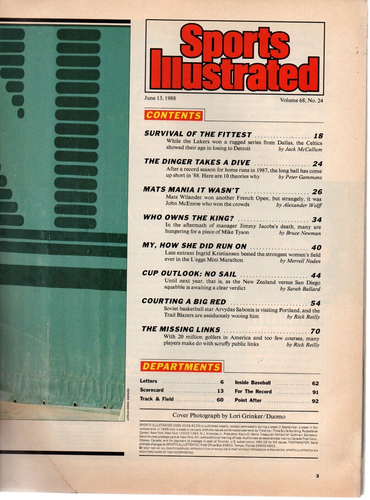 Sports
Illustrated
June 13, 1988 Volume 68, No. 24
CONTENTS
SURVIVAL OF THE FITTEST 18
While the Lakers won a rugged series from Dallas, the Celtics
showed their age in losing to Detroit by Jack McCallum
THE DINGER TAKES A DIVE 24
After a record season for home runs in 1987, the long ball has come
up short in '88. Here are 10 theories why by Peter Gammons
MATS MANIA IT WASN'T 26
Mats Wilander won another French Open, but strangely, it was
John McEnroe who won the crowds by Alexander Wolff
WHO OWNS THE KING? 34
In the aftermath of manager Jimmy Jacobs's death, many are
hungering for a piece of Mike Tyson by Bruce Newman
MY, HOW SHE DID RUN ON 40
Late entrant Ingrid Kristiansen bested the strongest women's field
ever in the L'eggs Mini Marathon by Merrell Noden
CUP OUTLOOK: NO SAIL 44
Until next year, that is, as the New Zealand versus San Diego
squabble is awaiting a clear verdict by Sarah Ballard
COURTING A BIG RED 54
Soviet basketball star Arvydas Sabonis is visiting Portland, and the
Trail Blazers are assiduously wooing him by Rick Reilly
THE MISSING LINKS 70
With 20 million golfers in America and too few courses, many
players make do with scruffy public links by Rick Reilly
DEPARTMENTS
Letters 6 Inside Baseball 62
Scorecard 13 For The Record 91
Track & Field 60 Point After 92
Cover Photograph by Lori Grinker/Duomo
3